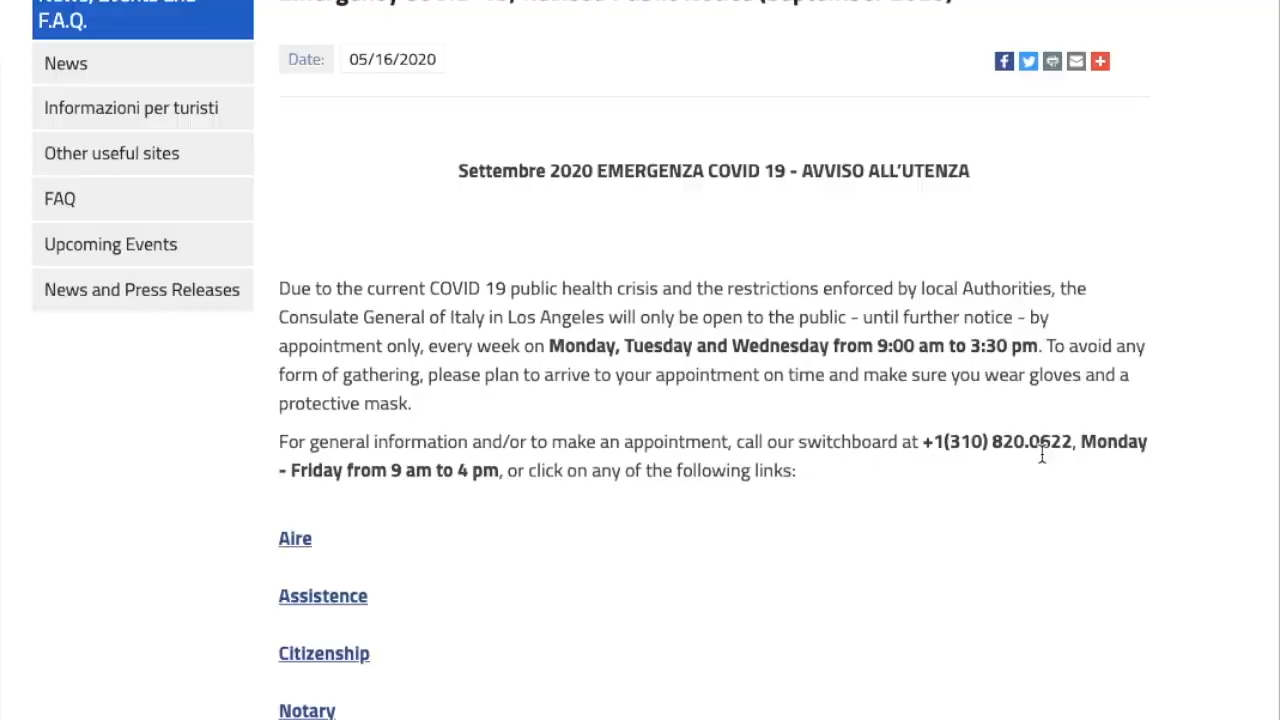 F.A.Q.
News
Informazioni per turisti
Other useful sites
FAQ
Upcoming Events
News and Press Releases
Date: 05/16/2020
Settembre 2020 EMERGENZA COVID 19 - AVVISO ALL'UTENZA
Due to the current COVID 19 public health crisis and the restrictions enforced by local Authorities, the
Consulate General of Italy in Los Angeles will only be open to the public - until further notice - by
appointment only, every week on Monday, Tuesday and Wednesday from 9:00 am to 3:30 pm. To avoid any
form of gathering, please plan to arrive to your appointment on time and make sure you wear gloves and a
protective mask.
For general information and/or to make an appointment, call our switchboard at +1(310) 820.0622, Monday
- Friday from 9 am to 4 pm, or click on any of the following links:
Aire
Assistence
Citizenship
Notary